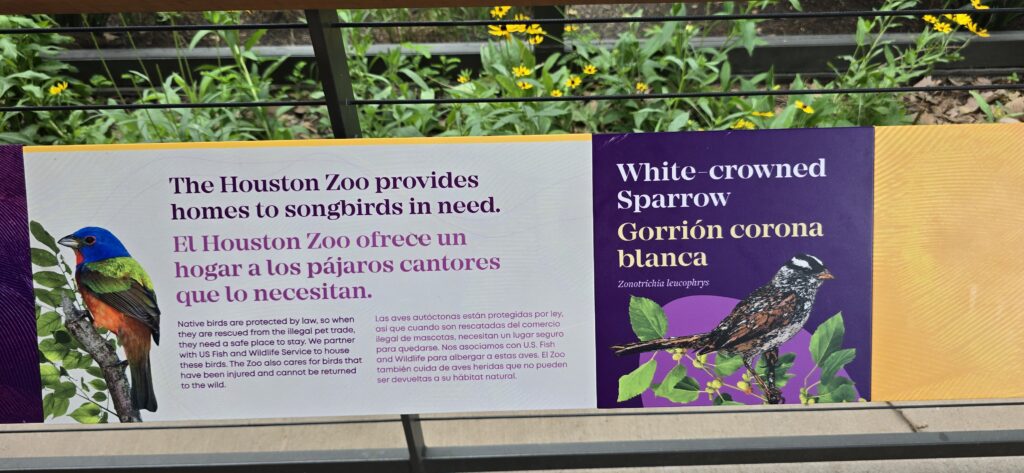 The Houston Zoo provides
homes to songbirds in need.
El Houston Zoo ofrece un
hogar a los pájaros cantores
que lo necesitan.
Native birds are protected by law, so when
they are rescued from the illegal pet trade,
they need a safe place to stay. We partner
with US Fish and Wildlife Service to house
these birds. The Zoo also cares for birds that
have been injured and cannot be returned
to the wild.
Las aves autóctonas están protegidas por ley,
así que cuando son rescatadas del comercio
ilegal de mascotas, necesitan un lugar seguro
para quedarse. Nos asociamos con U.S. Fish
and Wildlife para albergar a estas aves. El Zoo
también cuida de aves heridas que no pueden
ser devueltas a su hábitat natural.
White-crowned
Sparrow
Gorrión corona
blanca
Zonotrichia leucophrys